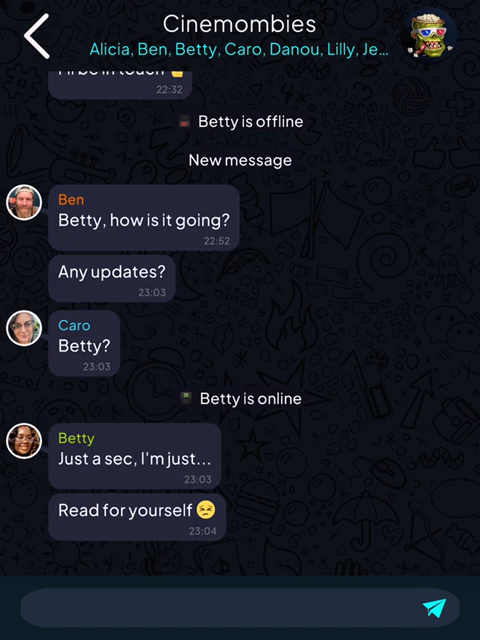 Cinemombies
Alicia, Ben, Betty, Caro, Danou, Lilly, Je...
I'll be in touch 👍
22:32
Betty is offline
New message
Ben
Betty, how is it going?
22:52
Any updates?
23:03
Caro
Betty?
23:03
Betty is online
Betty
Just a sec, I'm just...
23:03
Read for yourself 😣
23:04